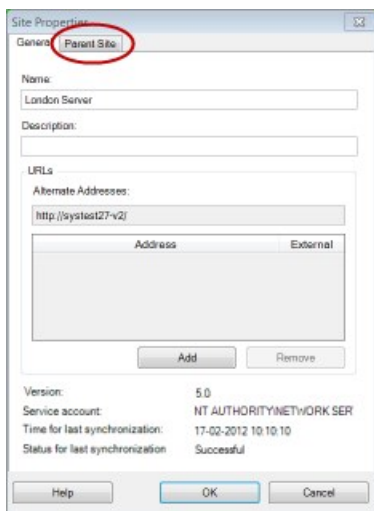 Site Properties
General Parent Site
Name:
London Server
Description:
URLs
Alternate Addresses:
http://systest27-v2/
Address External
Add Remove
Version: 5.0
Service account: NT AUTHORITY\NETWORK SER
Time for last synchronization: 17-02-2012 10:10:10
Status for last synchronization Successful
Help OK Cancel